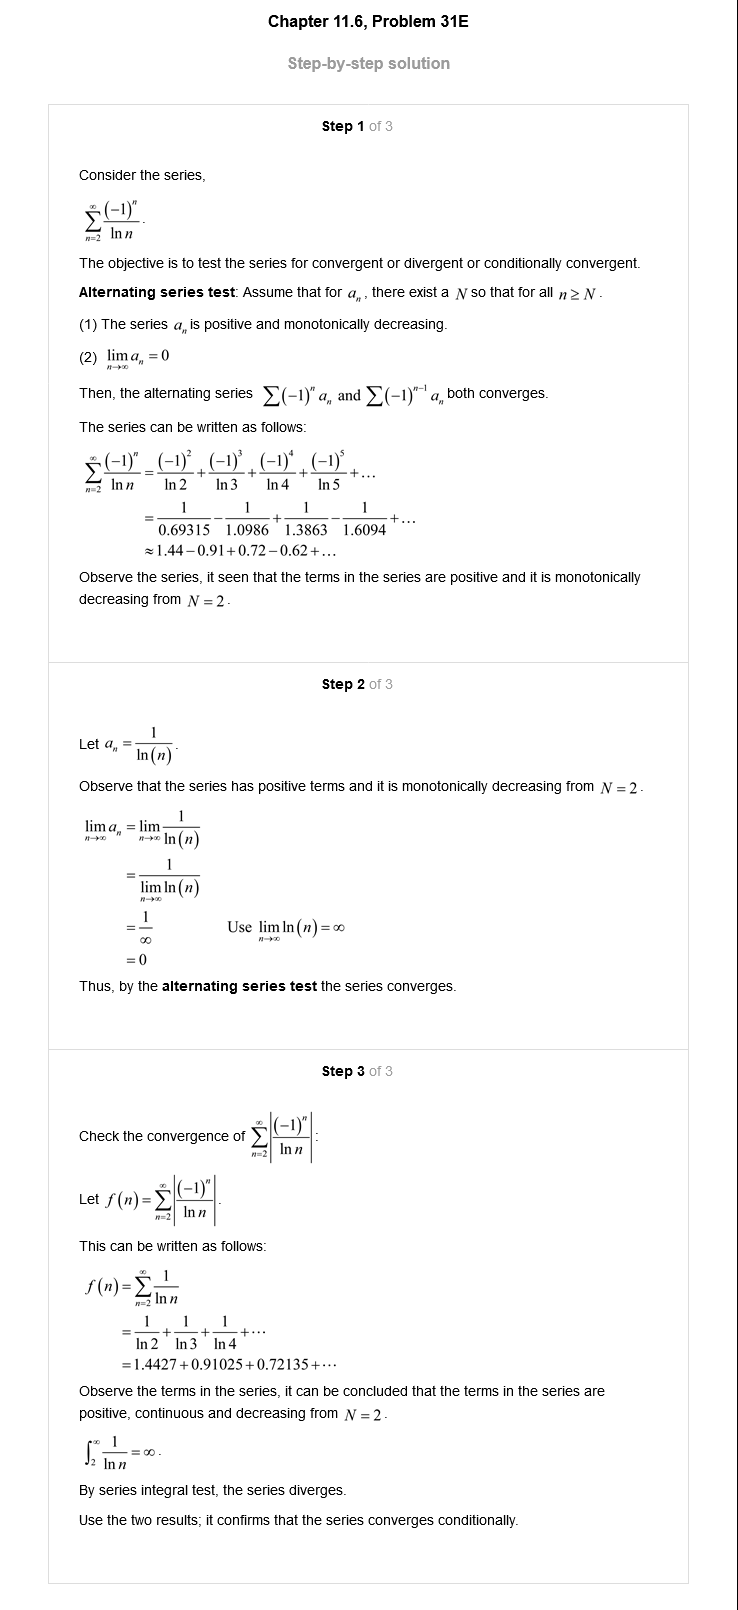 Chapter 11.6, Problem 31E
Step-by-step solution
Step 1 of 3
Consider the series,
$\sum_{n=2}^{\infty} \frac{(-1)^n}{\ln n}$.
The objective is to test the series for convergent or divergent or conditionally convergent.
Alternating series test: Assume that for $a_n$, there exist a $N$ so that for all $n \geq N$.
(1) The series $a_n$ is positive and monotonically decreasing.
(2) $\lim_{n \to \infty} a_n = 0$
Then, the alternating series $\sum (-1)^n a_n$ and $\sum (-1)^{n-1} a_n$ both converges.
The series can be written as follows:
$\sum_{n=2}^{\infty} \frac{(-1)^n}{\ln n} = \frac{(-1)^2}{\ln 2} + \frac{(-1)^3}{\ln 3} + \frac{(-1)^4}{\ln 4} + \frac{(-1)^5}{\ln 5} + \ldots$
$= \frac{1}{0.69315} - \frac{1}{1.0986} + \frac{1}{1.3863} - \frac{1}{1.6094} + \ldots$
$\approx 1.44 - 0.91 + 0.72 - 0.62 + \ldots$
Observe the series, it seen that the terms in the series are positive and it is monotonically
decreasing from $N = 2$.
Step 2 of 3
Let $a_n = \frac{1}{\ln(n)}$.
Observe that the series has positive terms and it is monotonically decreasing from $N = 2$.
$\lim_{n \to \infty} a_n = \lim_{n \to \infty} \frac{1}{\ln(n)}$
$= \frac{1}{\lim_{n \to \infty} \ln(n)}$
$= \frac{1}{\infty}$ Use $\lim_{n \to \infty} \ln(n) = \infty$
$= 0$
Thus, by the alternating series test the series converges.
Step 3 of 3
Check the convergence of $\sum_{n=2}^{\infty} \left| \frac{(-1)^n}{\ln n} \right|$:
Let $f(n) = \sum_{n=2}^{\infty} \left| \frac{(-1)^n}{\ln n} \right|$.
This can be written as follows:
$f(n) = \sum_{n=2}^{\infty} \frac{1}{\ln n}$
$= \frac{1}{\ln 2} + \frac{1}{\ln 3} + \frac{1}{\ln 4} + \cdots$
$= 1.4427 + 0.91025 + 0.72135 + \cdots$
Observe the terms in the series, it can be concluded that the terms in the series are
positive, continuous and decreasing from $N = 2$.
$\int_2^{\infty} \frac{1}{\ln n} = \infty$.
By series integral test, the series diverges.
Use the two results; it confirms that the series converges conditionally.